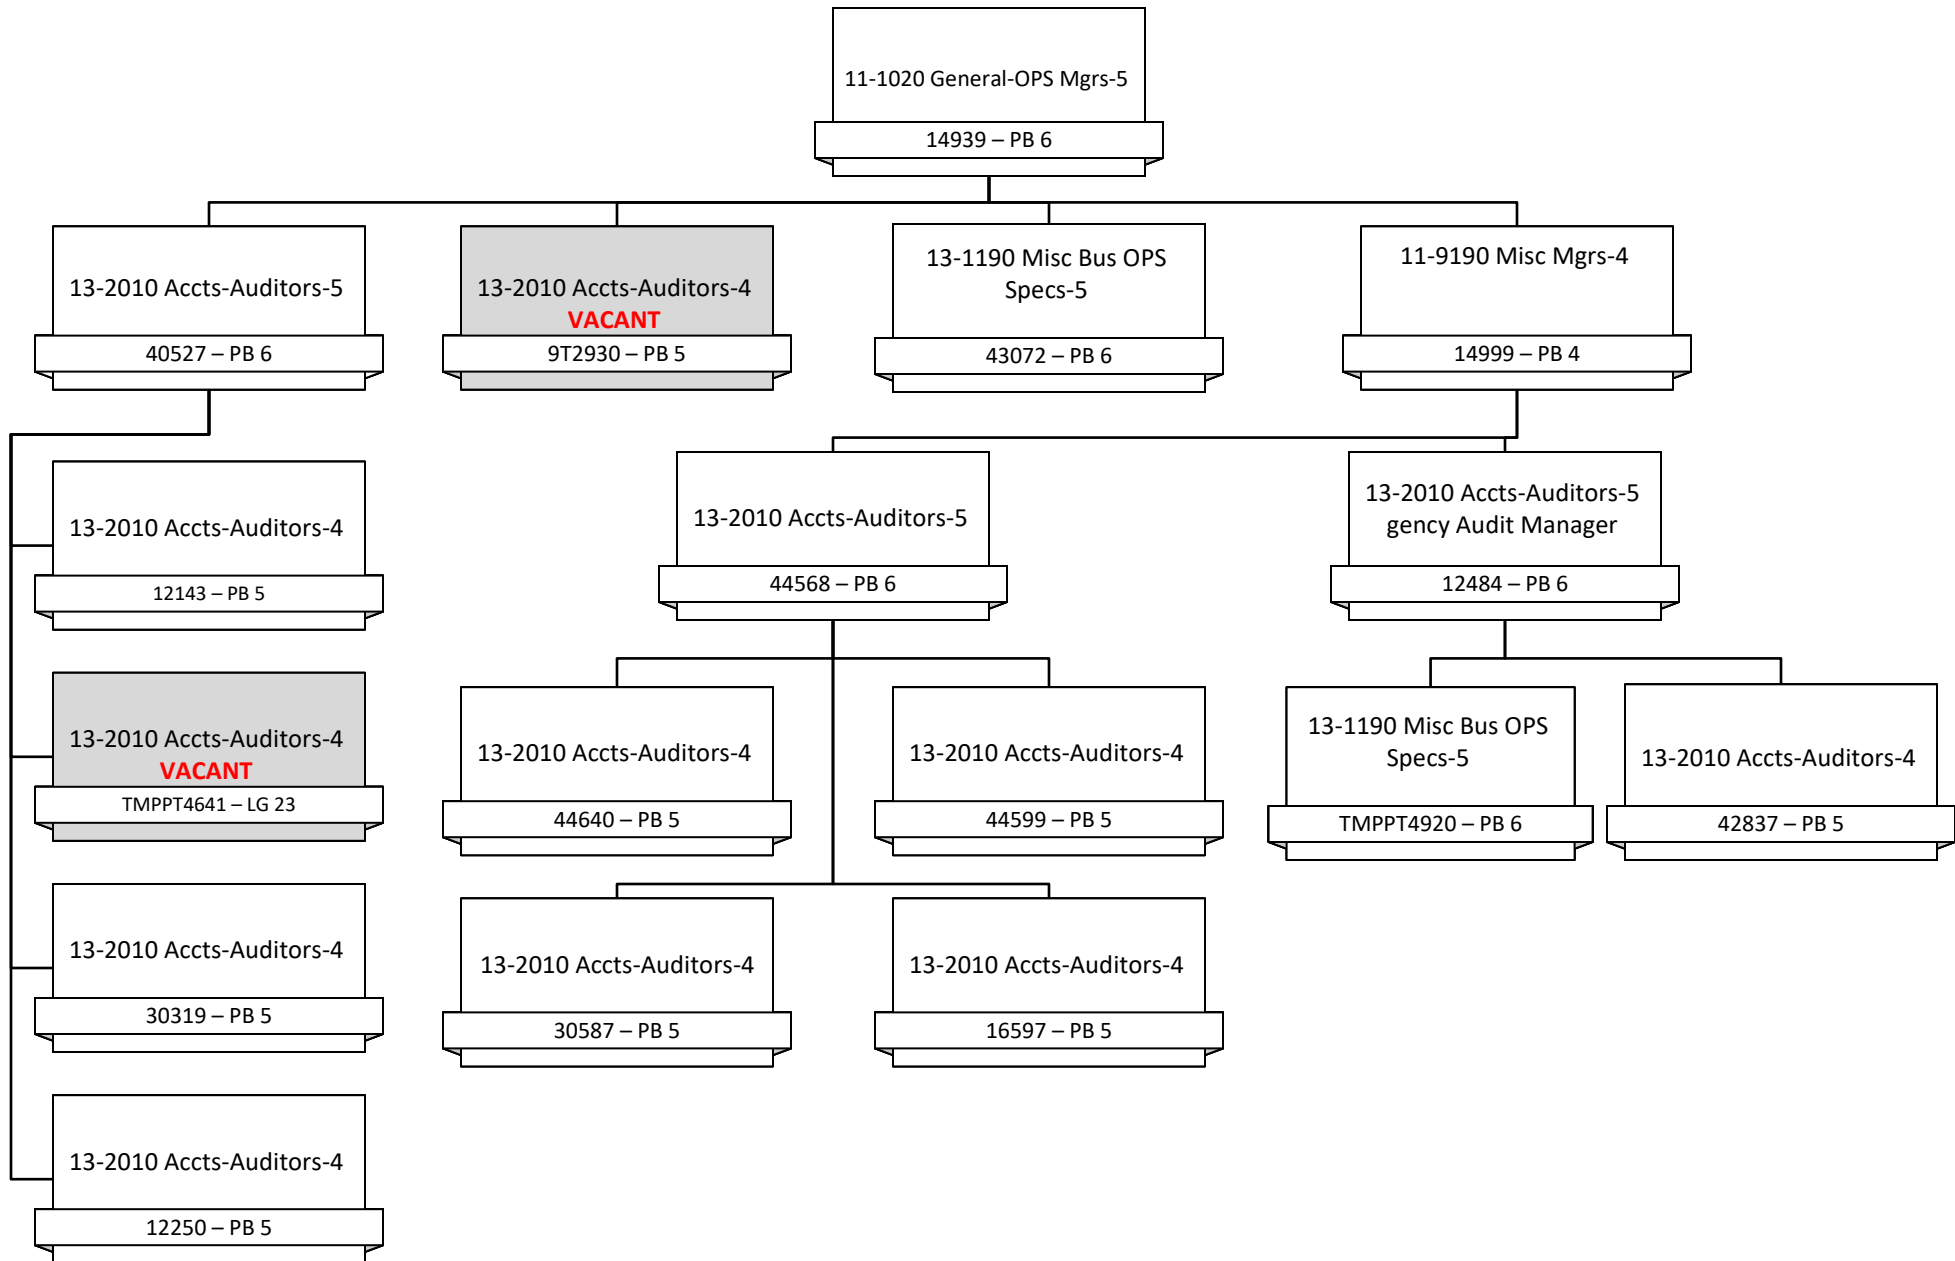 11-1020 General-OPS Mgrs-5
14939 – PB 6
13-2010 Accts-Auditors-5
40527 – PB 6
13-2010 Accts-Auditors-4
VACANT
9T2930 – PB 5
13-1190 Misc Bus OPS
Specs-5
43072 – PB 6
11-9190 Misc Mgrs-4
14999 – PB 4
13-2010 Accts-Auditors-4
12143 – PB 5
13-2010 Accts-Auditors-5
44568 – PB 6
13-2010 Accts-Auditors-5
gency Audit Manager
12484 – PB 6
13-2010 Accts-Auditors-4
VACANT
TMPPT4641 – LG 23
13-2010 Accts-Auditors-4
44640 – PB 5
13-2010 Accts-Auditors-4
44599 – PB 5
13-1190 Misc Bus OPS
Specs-5
TMPPT4920 – PB 6
13-2010 Accts-Auditors-4
42837 – PB 5
13-2010 Accts-Auditors-4
30319 – PB 5
13-2010 Accts-Auditors-4
30587 – PB 5
13-2010 Accts-Auditors-4
16597 – PB 5
13-2010 Accts-Auditors-4
12250 – PB 5